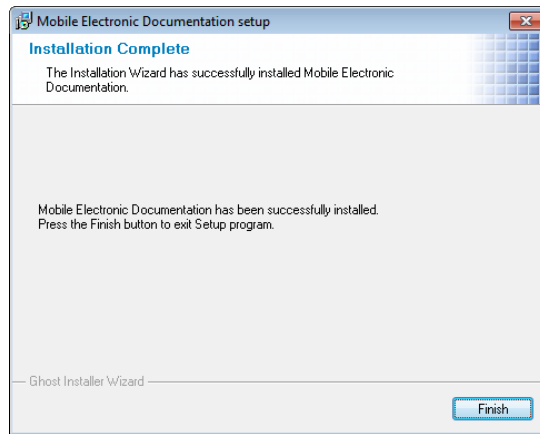 Mobile Electronic Documentation setup
Installation Complete
The Installation Wizard has successfully installed Mobile Electronic
Documentation.
Mobile Electronic Documentation has been successfully installed.
Press the Finish button to exit Setup program.
Ghost Installer Wizard
Finish